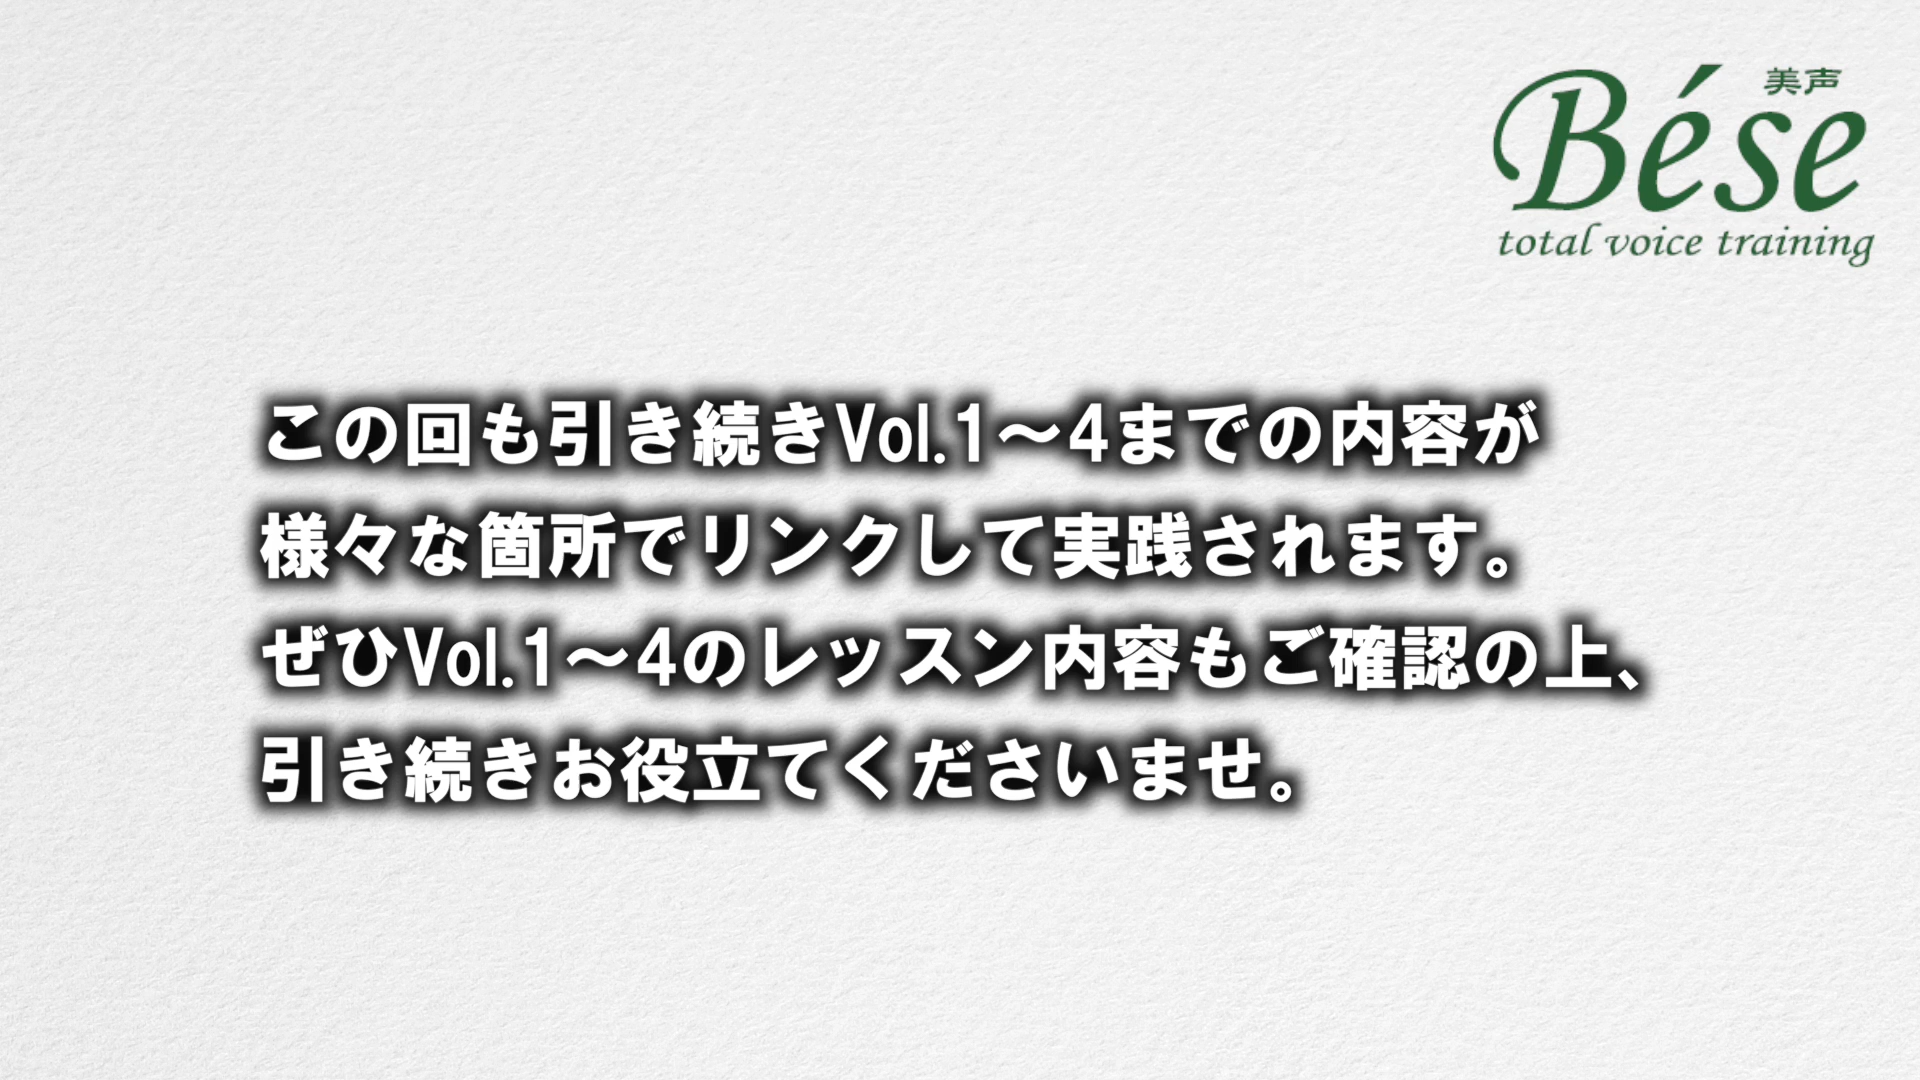 美声
Bése
total voice training
この回も引き続きVol.1～4までの内容が
様々な箇所でリンクして実践されます。
ぜひVol.1～4のレッスン内容もご確認の上、
引き続きお役立てくださいませ。